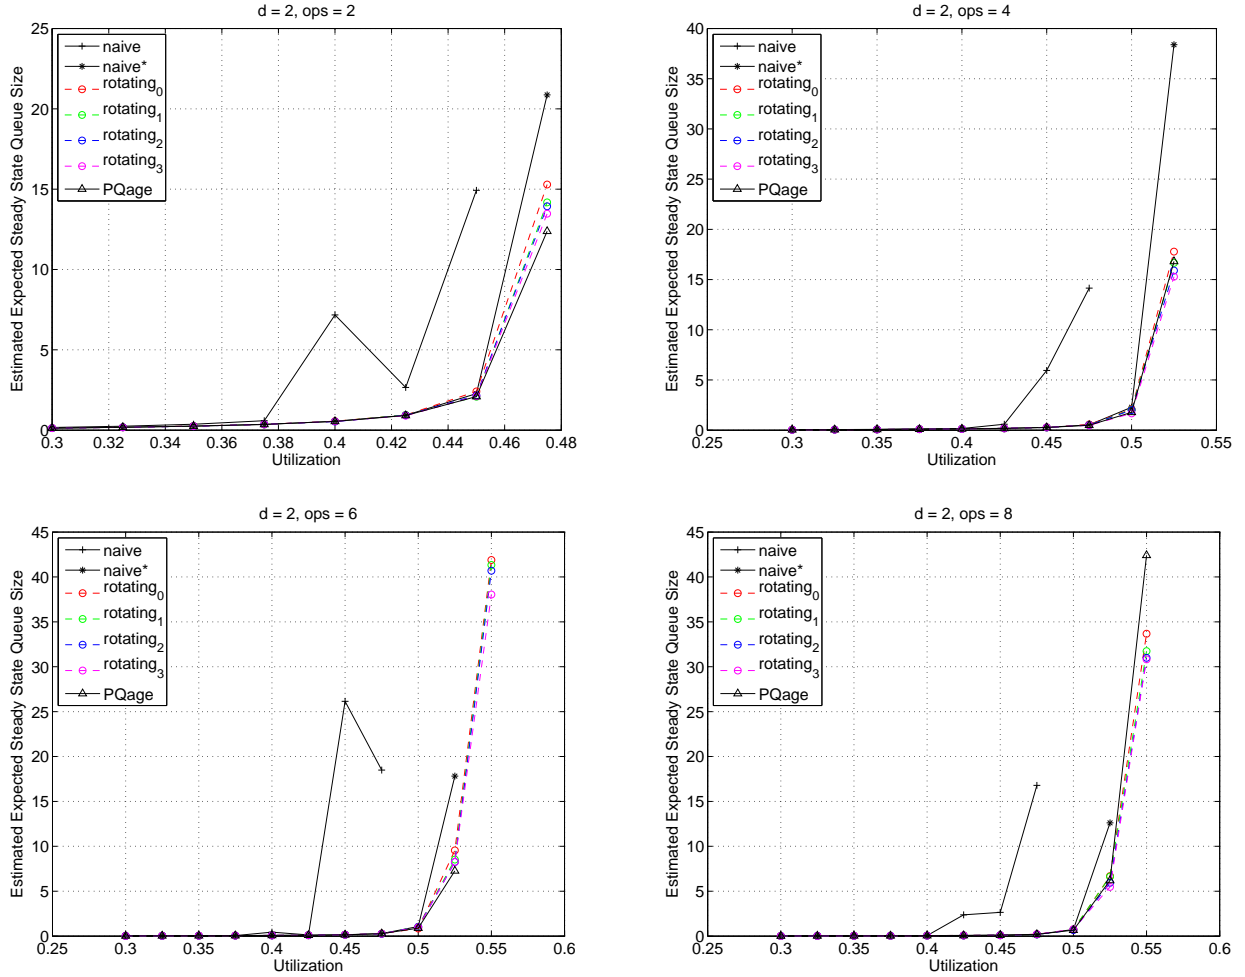 d = 2, ops = 2
25
20
15
10
5
0
0.3 0.32 0.34 0.36 0.38 0.4 0.42 0.44 0.46 0.48
Utilization
Estimated Expected Steady State Queue Size
naive
naive*
rotating0
rotating1
rotating2
rotating3
PQage
d = 2, ops = 4
40
35
30
25
20
15
10
5
0
0.25 0.3 0.35 0.4 0.45 0.5 0.55
Utilization
Estimated Expected Steady State Queue Size
naive
naive*
rotating0
rotating1
rotating2
rotating3
PQage
d = 2, ops = 6
45
40
35
30
25
20
15
10
5
0
0.25 0.3 0.35 0.4 0.45 0.5 0.55 0.6
Utilization
Estimated Expected Steady State Queue Size
naive
naive*
rotating0
rotating1
rotating2
rotating3
PQage
d = 2, ops = 8
45
40
35
30
25
20
15
10
5
0
0.25 0.3 0.35 0.4 0.45 0.5 0.55 0.6
Utilization
Estimated Expected Steady State Queue Size
naive
naive*
rotating0
rotating1
rotating2
rotating3
PQage